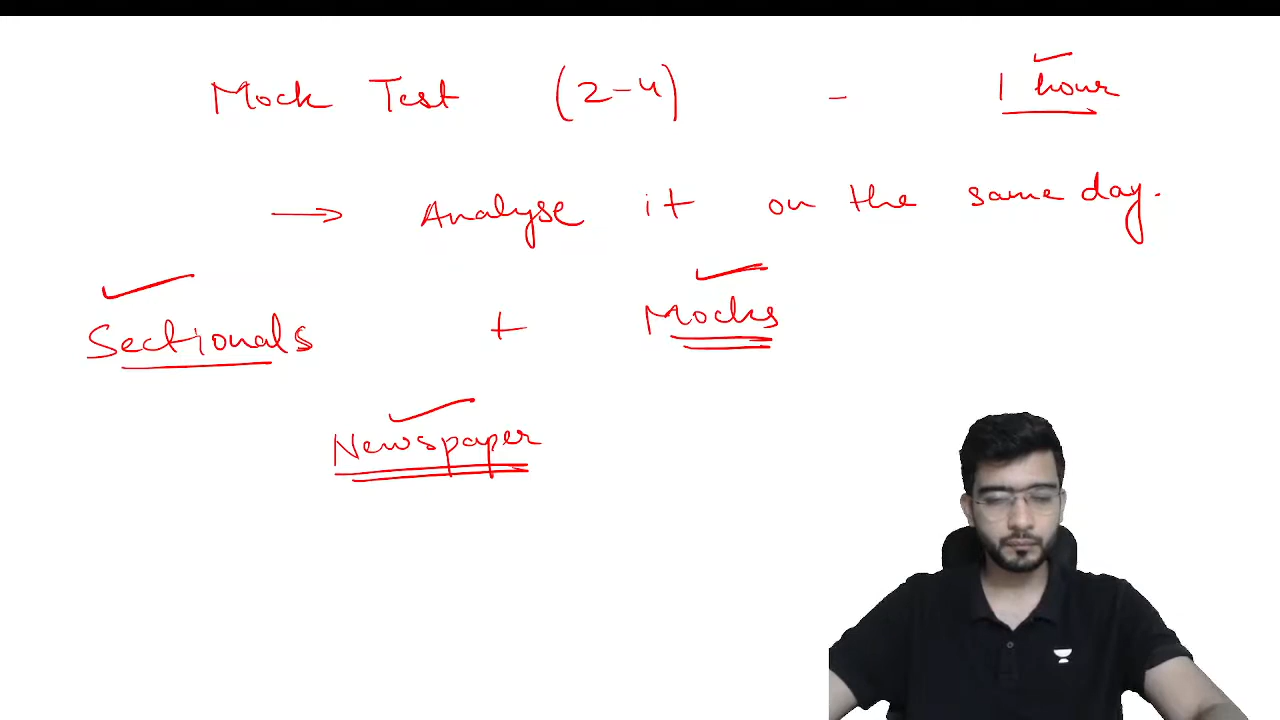 Mock Test (2-4) - 1 hour
→ Analyse it on the same day.
Sectionals + Mocks
Newspaper